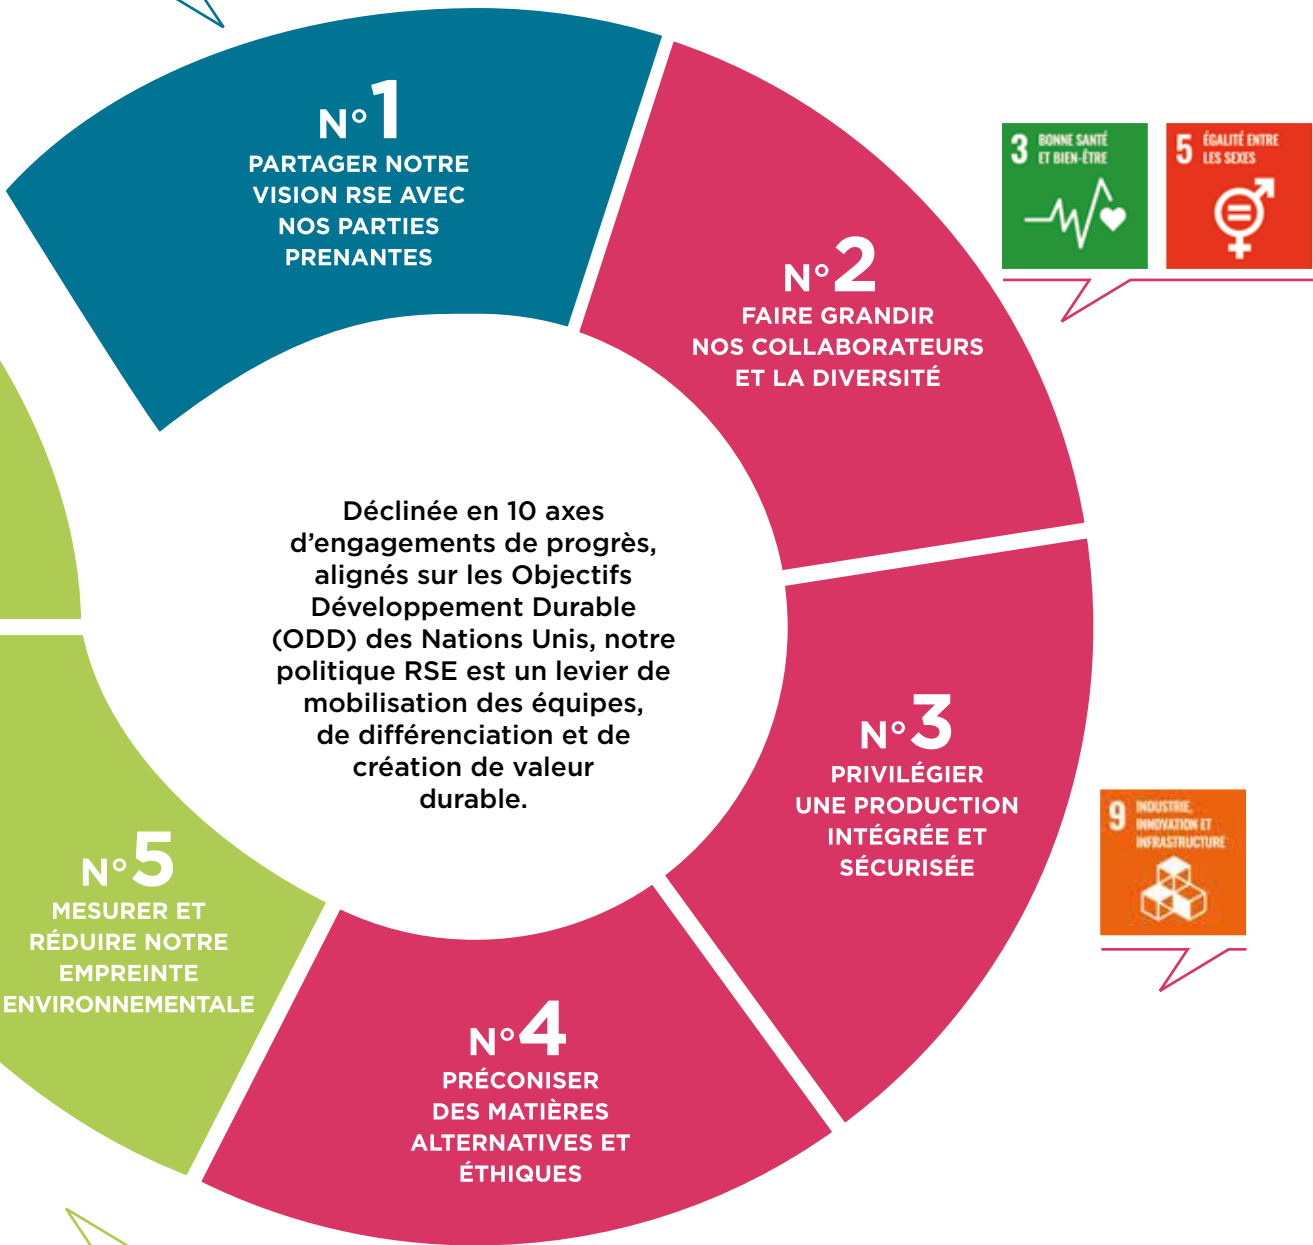 N°1
PARTAGER NOTRE
VISION RSE AVEC
NOS PARTIES
PRENANTES
3 BONNE SANTÉ
ET BIEN-ÊTRE
5 ÉGALITÉ ENTRE
LES SEXES
N°2
FAIRE GRANDIR
NOS COLLABORATEURS
ET LA DIVERSITÉ
Déclinée en 10 axes
d’engagements de progrès,
alignés sur les Objectifs
Développement Durable
(ODD) des Nations Unis, notre
politique RSE est un levier de
mobilisation des équipes,
de différenciation et de
création de valeur
durable.
N°3
PRIVILÉGIER
UNE PRODUCTION
INTÉGRÉE ET
SÉCURISÉE
9 INDUSTRIE,
INNOVATION ET
INFRASTRUCTURE
N°5
MESURER ET
RÉDUIRE NOTRE
EMPREINTE
ENVIRONNEMENTALE
N°4
PRÉCONISER
DES MATIÈRES
ALTERNATIVES ET
ÉTHIQUES